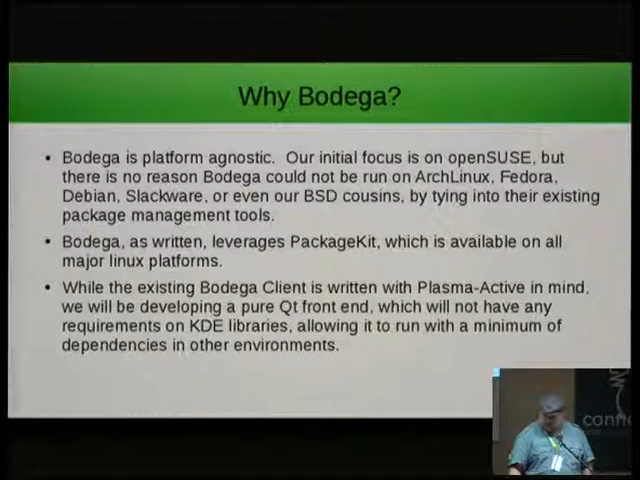 Why Bodega?
• Bodega is platform agnostic.  Our initial focus is on openSUSE, but
there is no reason Bodega could not be run on ArchLinux, Fedora,
Debian, Slackware, or even our BSD cousins, by tying into their existing
package management tools.
• Bodega, as written, leverages PackageKit, which is available on all
major linux platforms.
• While the existing Bodega Client is written with Plasma-Active in mind,
we will be developing a pure Qt front end, which will not have any
requirements on KDE libraries, allowing it to run with a minimum of
dependencies in other environments.